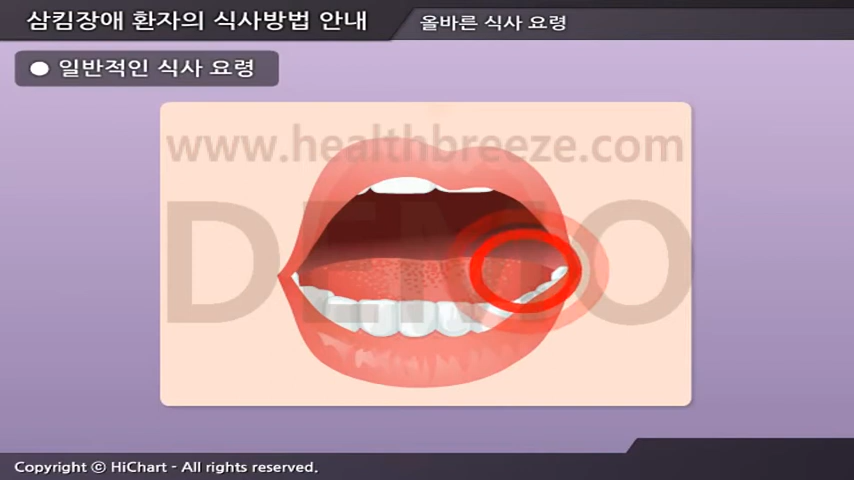 삼킴장애 환자의 식사방법 안내
올바른 식사 요령
● 일반적인 식사 요령
www.healthbreeze.com
DEMO
Copyright ⓒ HiChart - All rights reserved.